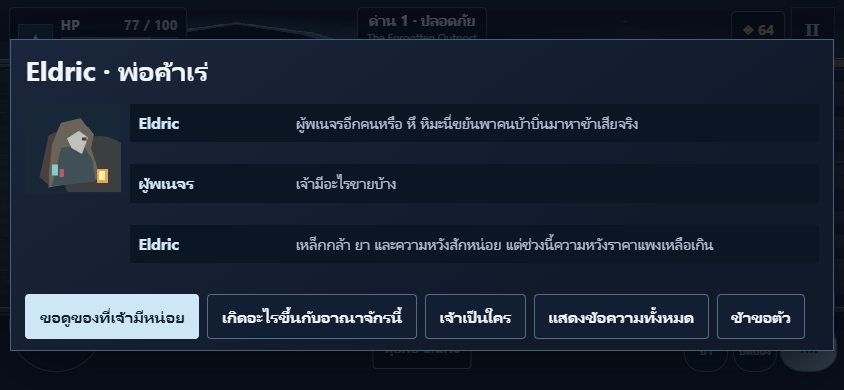 HP 77 / 100
ด่าน 1 · ปลอดภัย
The Forgotten Outpost
64
II
Eldric · พ่อค้าเร่
Eldric ผู้พเนจรอีกคนหรือ หึ หิมะนี่ขยันพาคนบ้าบิ่นมาหาข้าเสียจริง
ผู้พเนจร เจ้ามีอะไรขายบ้าง
Eldric เหล็กกล้า ยา และความหวังสักหน่อย แต่ช่วงนี้ความหวังราคาแพงเหลือเกิน
ขอดูของที่เจ้ามีหน่อย เกิดอะไรขึ้นกับอาณาจักรนี้ เจ้าเป็นใคร แสดงข้อความทั้งหมด ข้าขอตัว